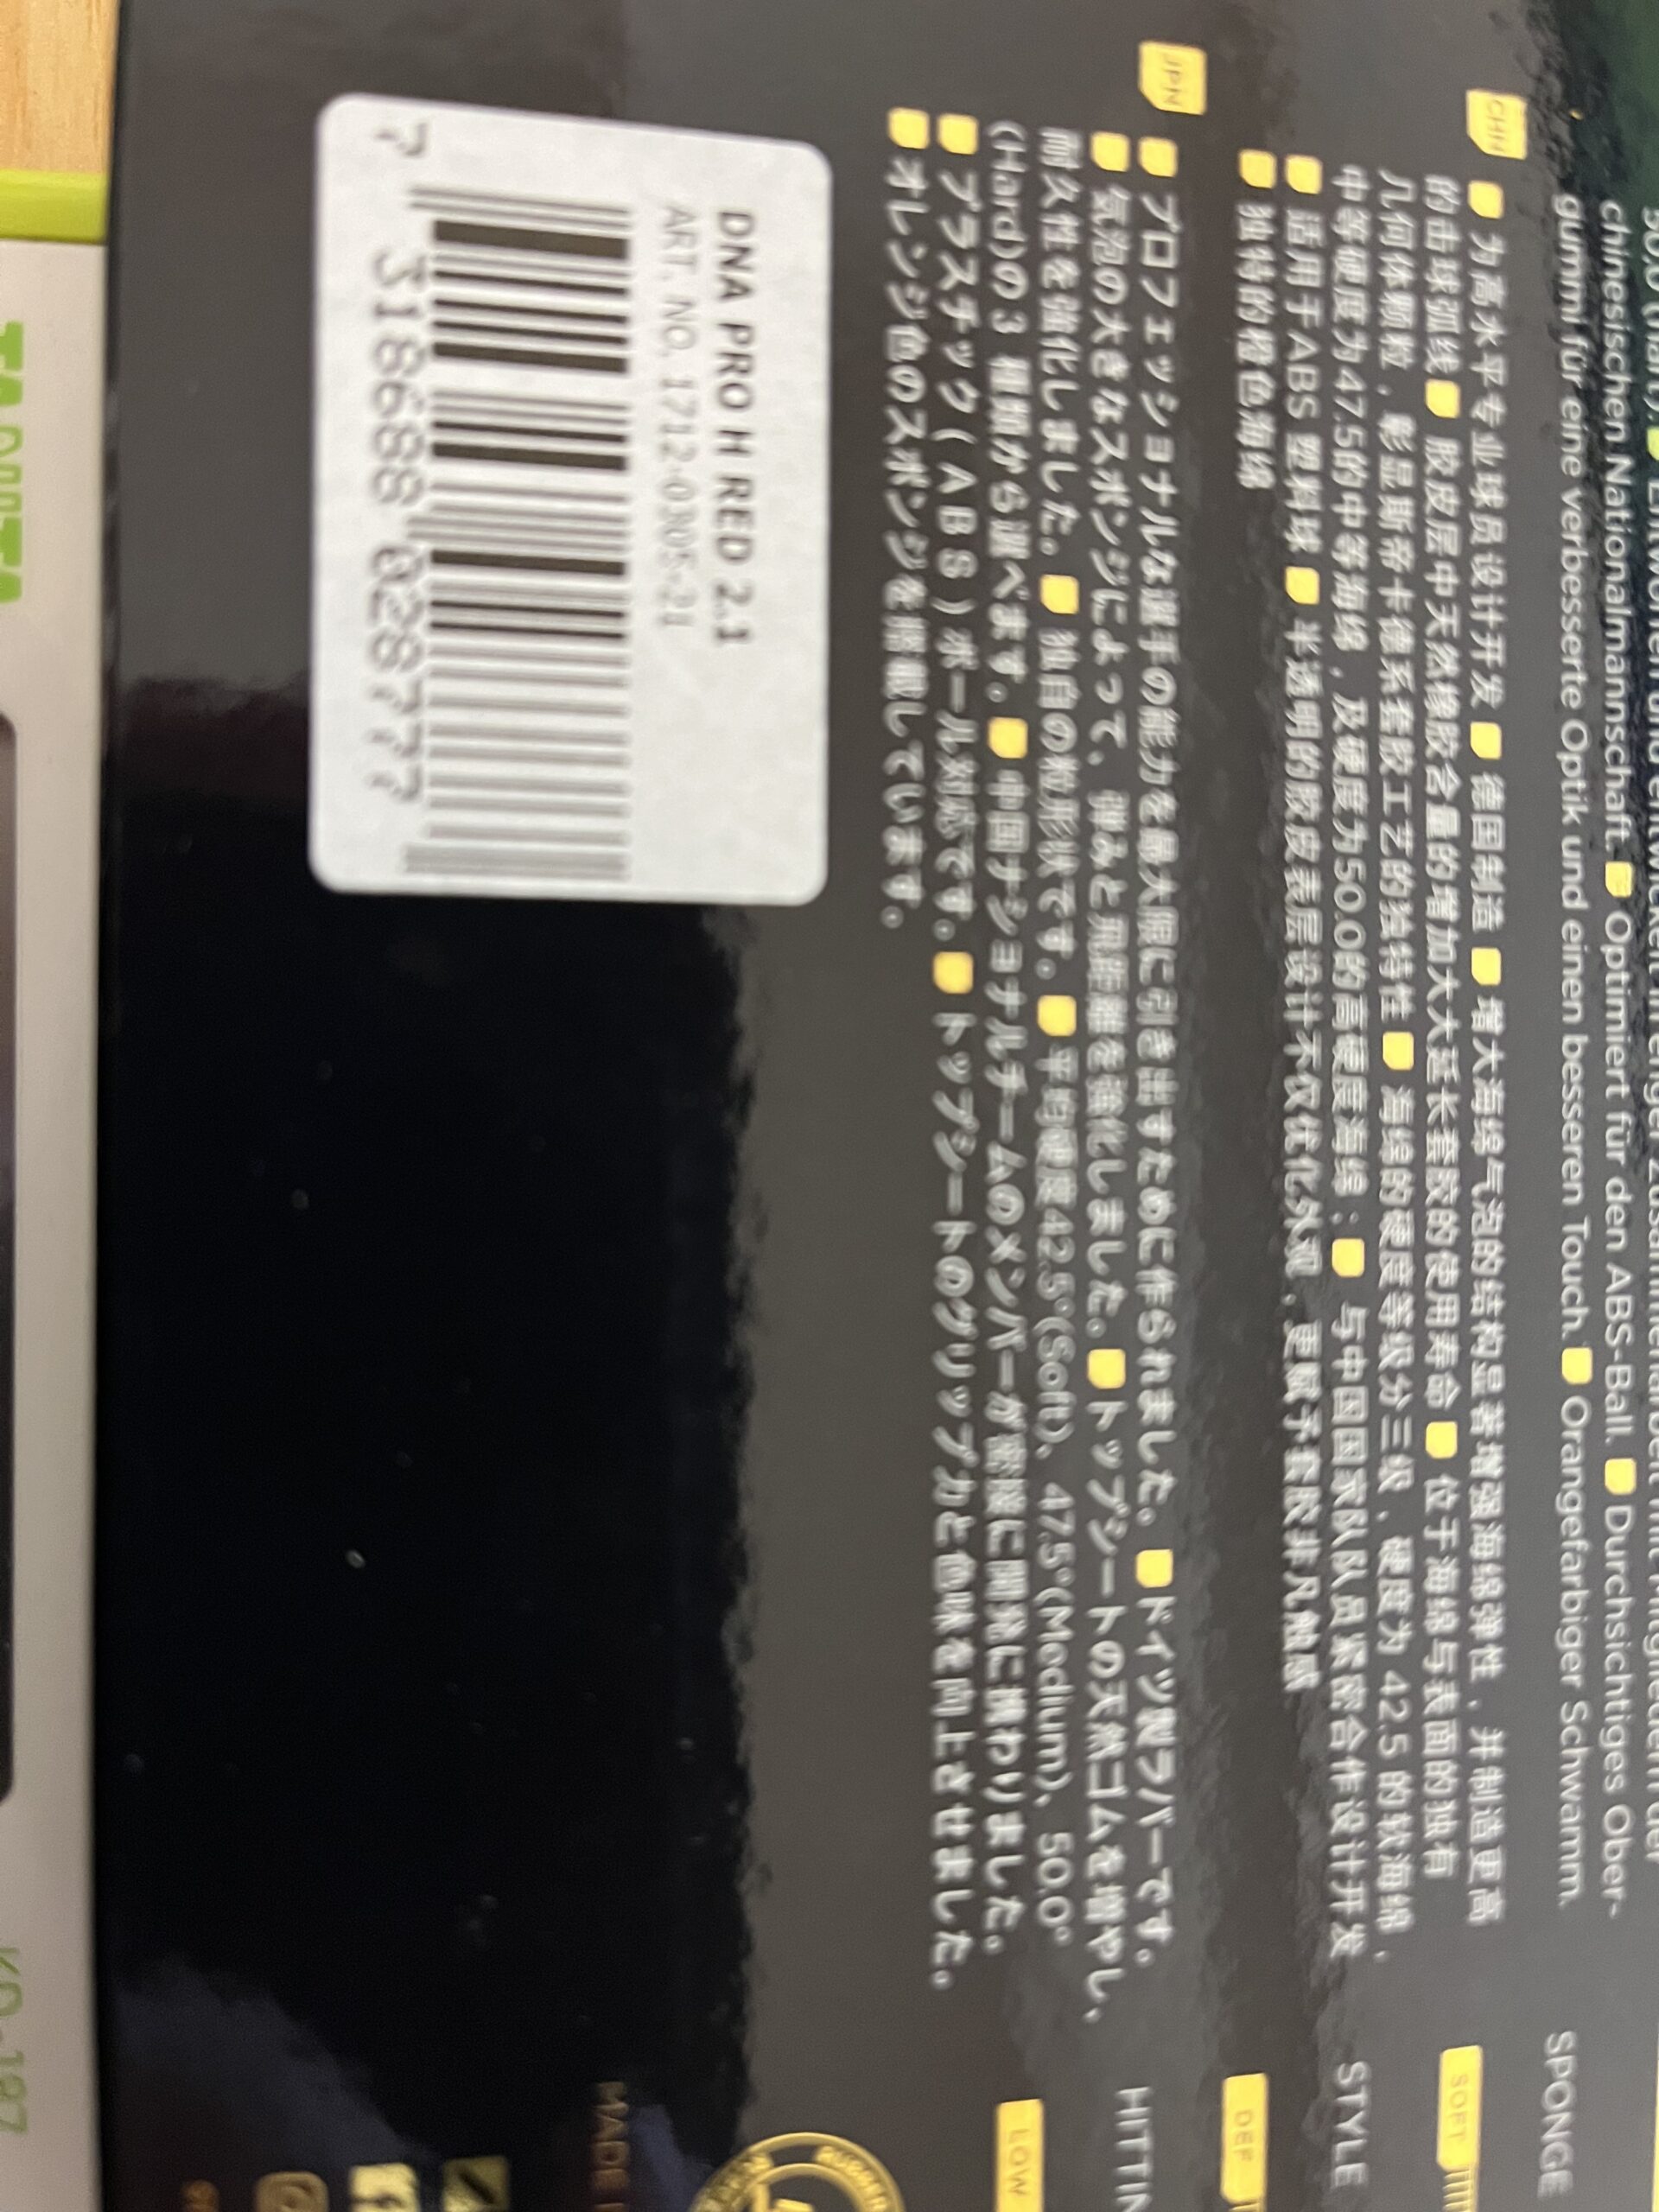 50.0 (Hard). Entwickelt in enger Zusammenarbeit mit Mitgliedern der
chinesischen Nationalmannschaft. Optimiert für den ABS-Ball. Durchsichtiges Ober-
gummi für eine verbesserte Optik und einen besseren Touch. Orangefarbiger Schwamm.
CHN
为高水平专业球员设计开发 德国制造 增大海绵气泡的结构显著增强海绵弹性，并制造更高
的击球弧线 胶皮层中天然橡胶含量的增加大大延长套胶的使用寿命 位于海绵与表面的独有
几何体颗粒，彰显斯帝卡德系套胶工艺的独特性 海绵的硬度等级分三级，硬度为 42.5 的软海绵，
中等硬度为47.5的中等海绵，及硬度为50.0的高硬度海绵； 与中国国家队队员紧密合作设计开发
适用于ABS 塑料球 半透明的胶皮表层设计不仅优化外观，更赋予套胶非凡触感
独特的橙色海绵
JPN
プロフェッショナルな選手の能力を最大限に引き出すために作られました。 ドイツ製ラバーです。
気泡の大きなスポンジによって、弾みと飛距離を強化しました。 トップシートの天然ゴムを増やし、
耐久性を強化しました。 独自の粒形状です。 平均硬度42.5°(Soft)、47.5°(Medium)、50.0°
(Hard)の 3 種類から選べます。 中国ナショナルチームのメンバーが密接に開発に携わりました。
プラスチック ( ABS ) ボール対応です。 トップシートのグリップ力と色味を向上させました。
オレンジ色のスポンジを搭載しています。
DNA PRO H RED 2.1
ART. NO. 1712-0305-21
7 318688 028777
SPONGE
SOFT
STYLE
DEF
HITTIN
LOW
MADE
TANITA
KD-187